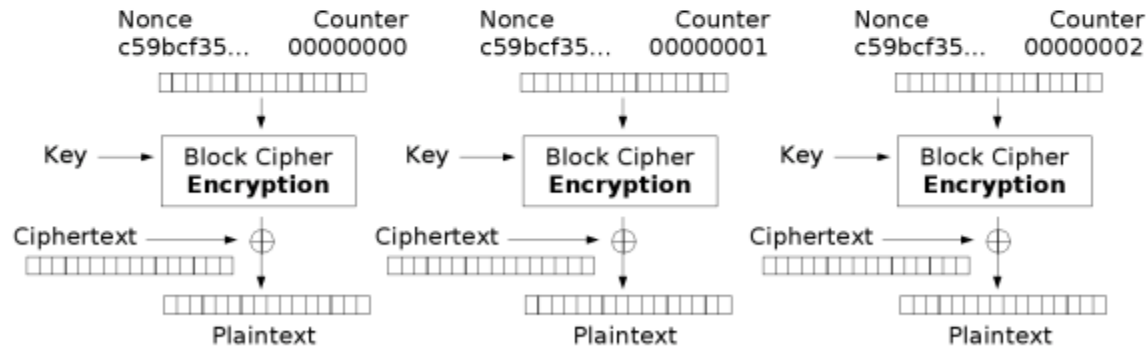 Nonce Counter Nonce Counter Nonce Counter
c59bcf35... 00000000 c59bcf35... 00000001 c59bcf35... 00000002
Key Block Cipher Key Block Cipher Key Block Cipher
Encryption Encryption Encryption
Ciphertext Ciphertext Ciphertext
Plaintext Plaintext Plaintext